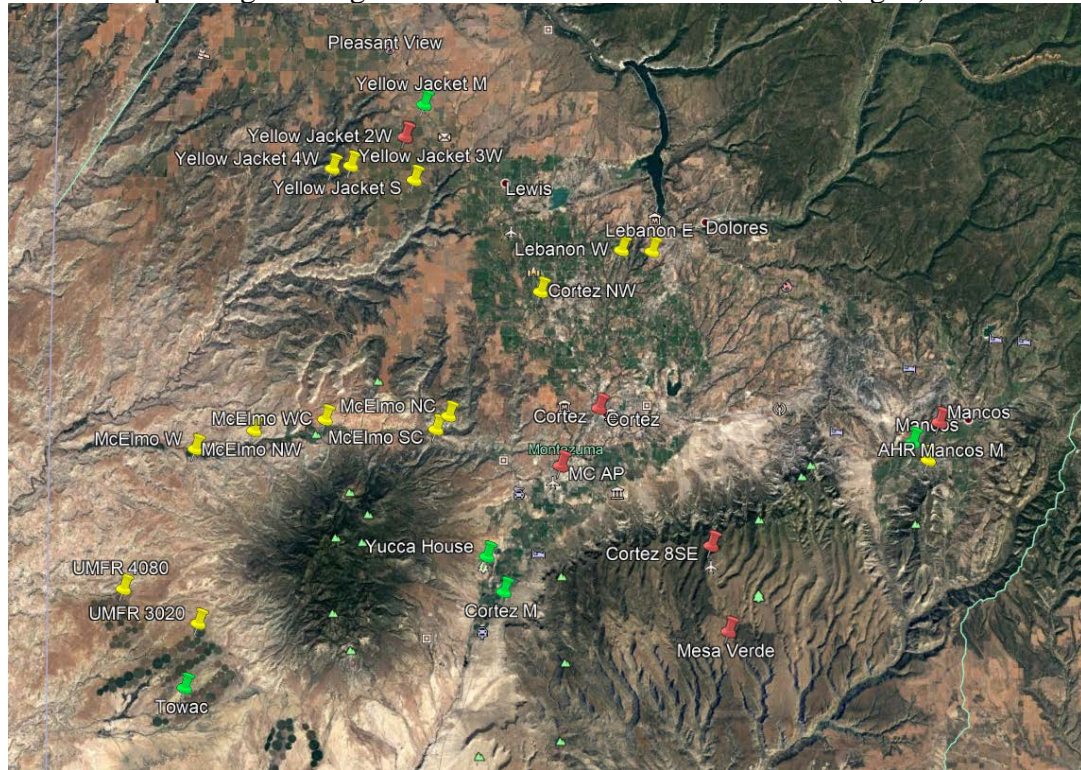 Pleasant View
Yellow Jacket M
Yellow Jacket 2W
Yellow Jacket 4W
Yellow Jacket 3W
Yellow Jacket S
Lewis
Lebanon E
Dolores
Lebanon W
Cortez NW
McElmo WC
McElmo NC
Cortez
Cortez
Mancos
Mancos
McElmo W
McElmo NW
McElmo SC
Montezuma
AHR Mancos M
MC AP
Yucca House
Cortez 8SE
UMFR 4080
UMFR 3020
Cortez M
Mesa Verde
Towac